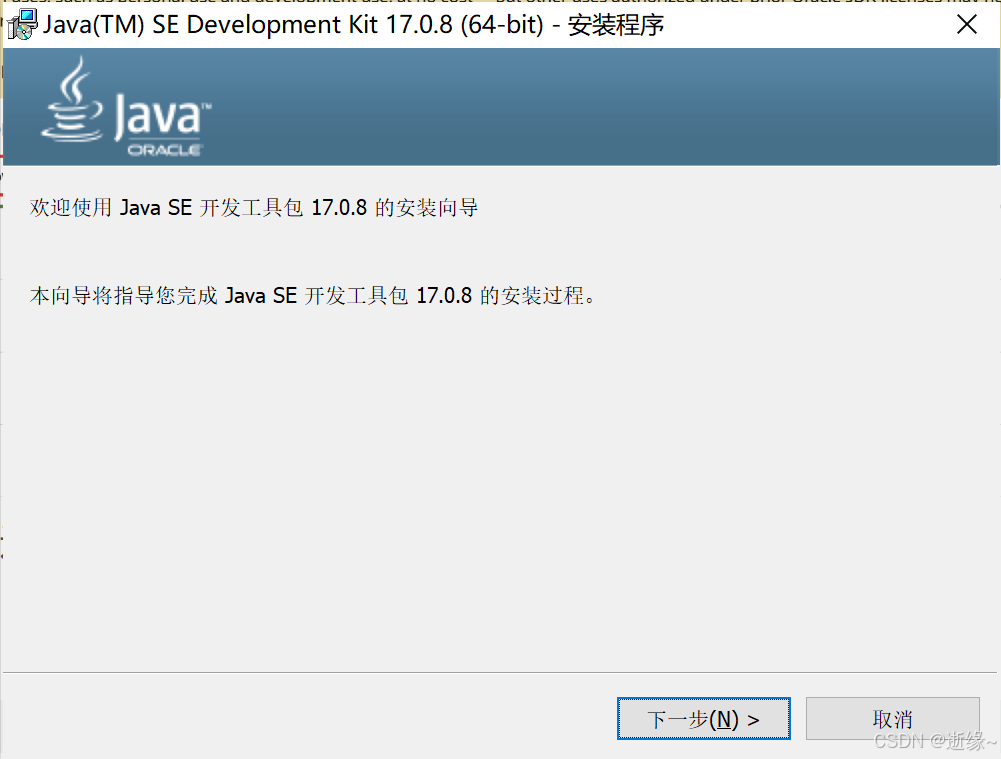 Java(TM) SE Development Kit 17.0.8 (64-bit) - 安装程序
Java™
ORACLE
欢迎使用 Java SE 开发工具包 17.0.8 的安装向导
本向导将指导您完成 Java SE 开发工具包 17.0.8 的安装过程。
下一步(N) >
取消
CSDN @逝缘~